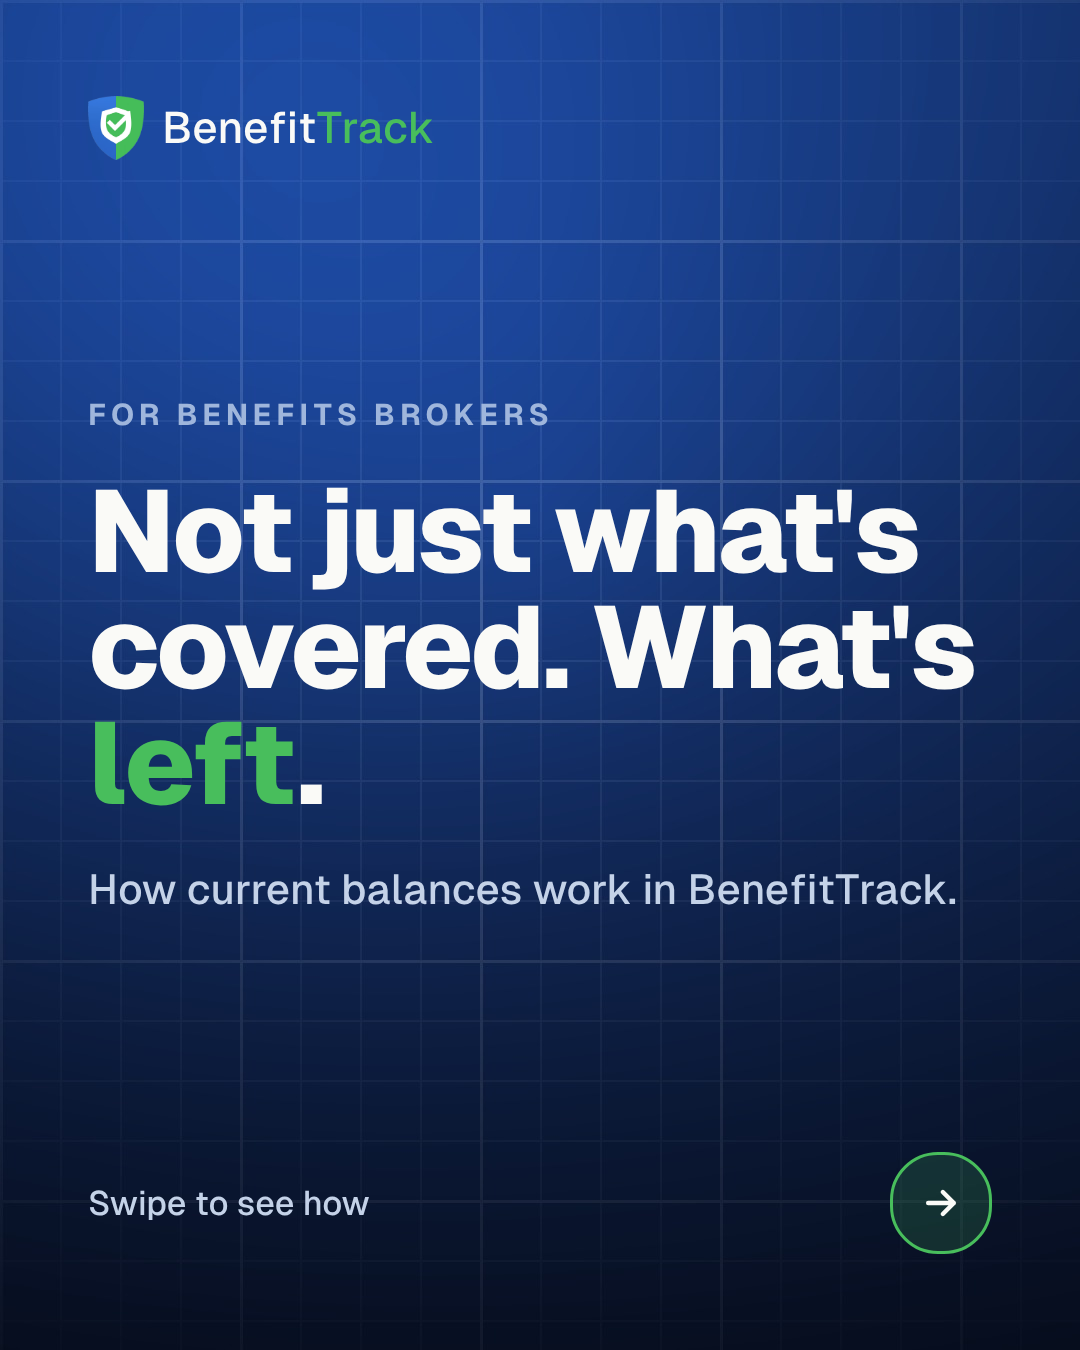 BenefitTrack
FOR BENEFITS BROKERS
Not just what's
covered. What's
left.
How current balances work in BenefitTrack.
Swipe to see how